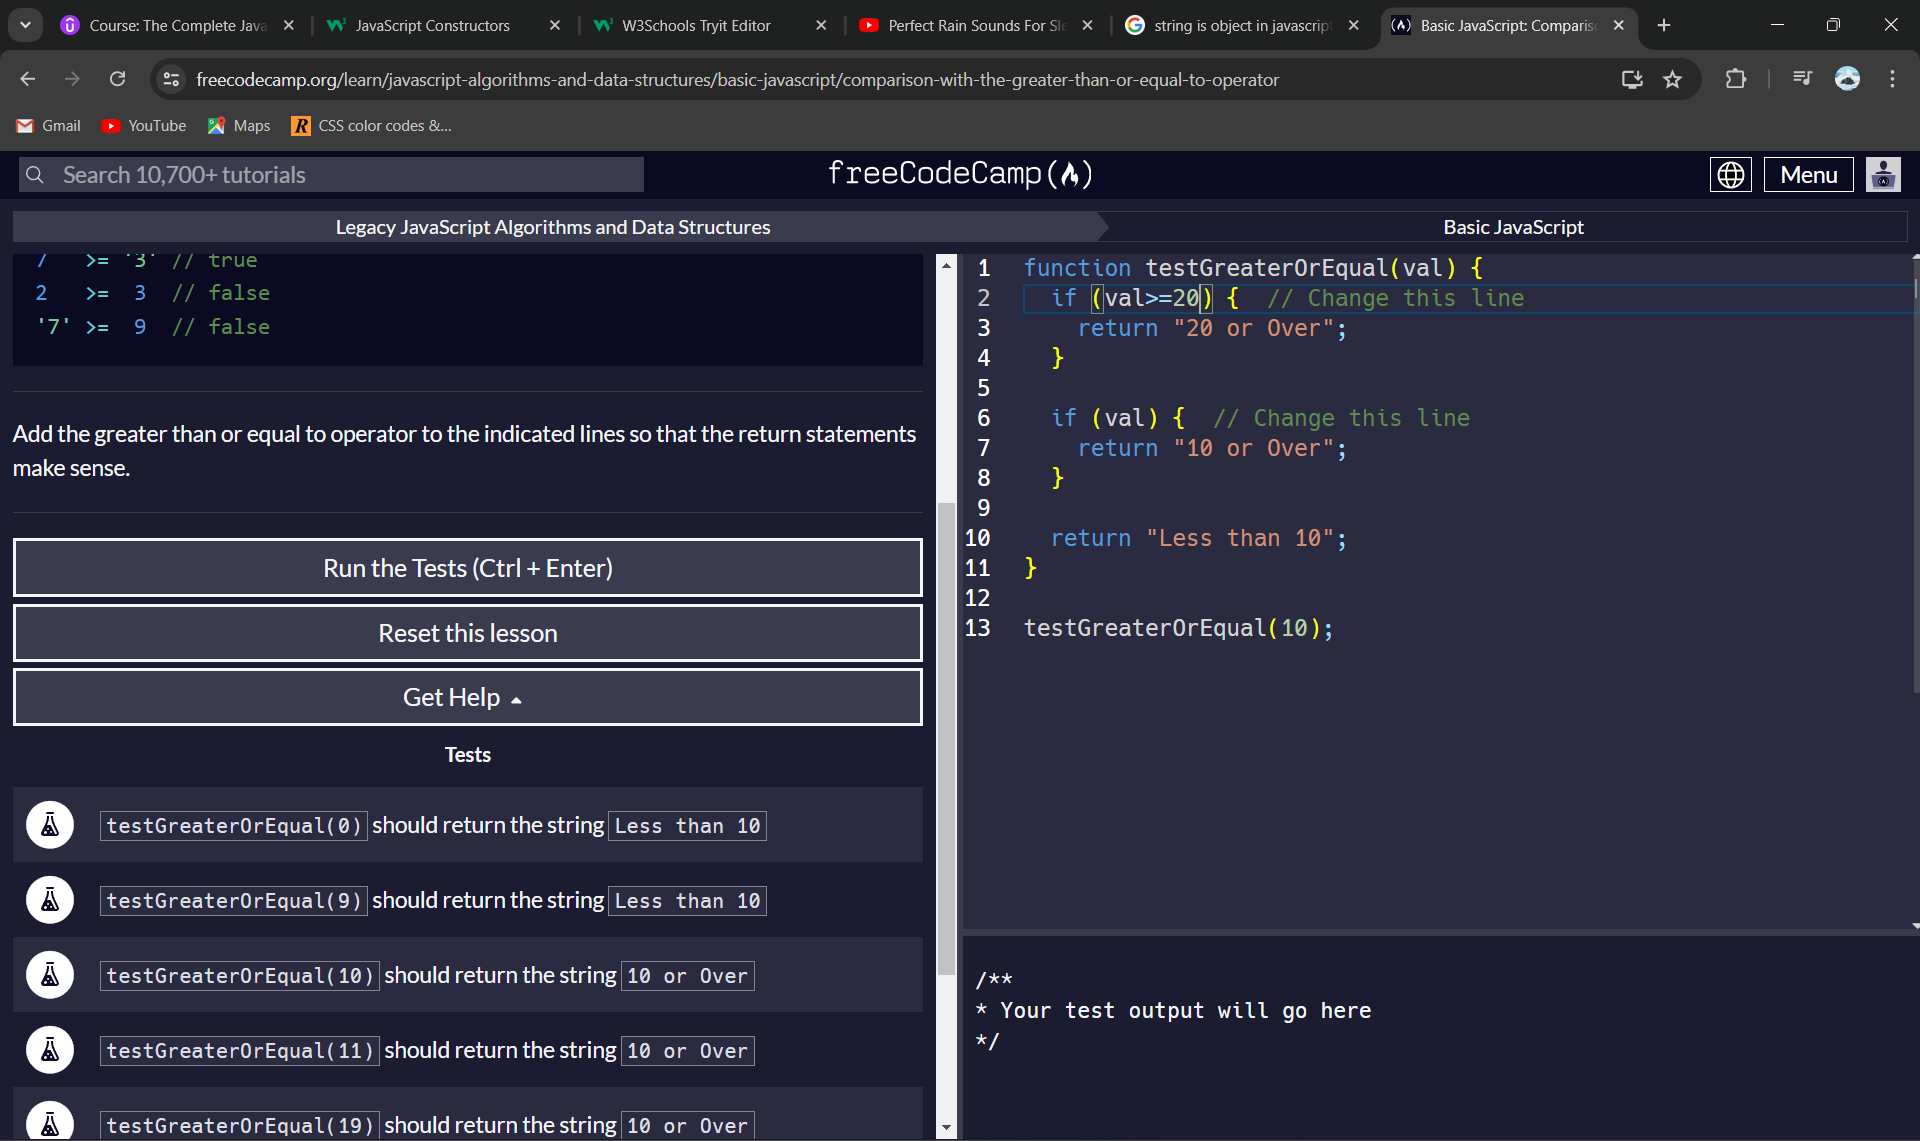 Course: The Complete Java
JavaScript Constructors
W3Schools Tryit Editor
Perfect Rain Sounds For Sle
string is object in javascript
Basic JavaScript: Comparis
freecodecamp.org/learn/javascript-algorithms-and-data-structures/basic-javascript/comparison-with-the-greater-than-or-equal-to-operator
Gmail
YouTube
Maps
R
CSS color codes &...
Search 10,700+ tutorials
freeCodeCamp
Menu
Legacy JavaScript Algorithms and Data Structures
Basic JavaScript
7 >= '3' // true
2 >= 3 // false
'7' >= 9 // false
Add the greater than or equal to operator to the indicated lines so that the return statements
make sense.
Run the Tests (Ctrl + Enter)
Reset this lesson
Get Help
Tests
testGreaterOrEqual(0) should return the string Less than 10
testGreaterOrEqual(9) should return the string Less than 10
testGreaterOrEqual(10) should return the string 10 or Over
testGreaterOrEqual(11) should return the string 10 or Over
testGreaterOrEqual(19) should return the string 10 or Over
1 function testGreaterOrEqual(val) {
2 if (val>=20) { // Change this line
3 return "20 or Over";
4 }
5
6 if (val) { // Change this line
7 return "10 or Over";
8 }
9
10 return "Less than 10";
11 }
12
13 testGreaterOrEqual(10);
/**
* Your test output will go here
*/